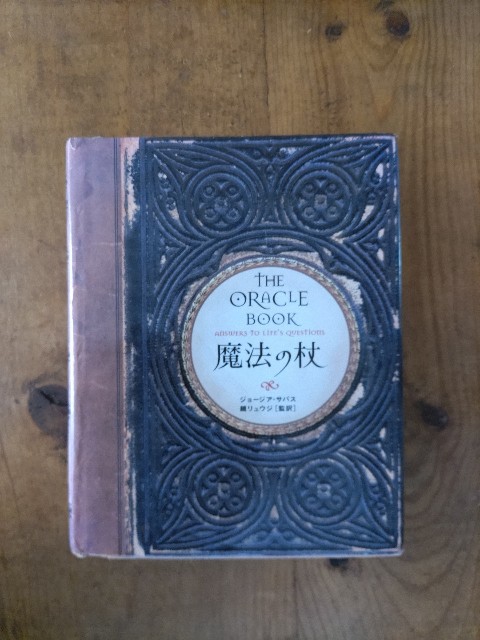 THE
ORACLE
BOOK
ANSWERS TO LIFE'S QUESTIONS
魔法の杖
ジョージア・サバス
鏡リュウジ [監訳]